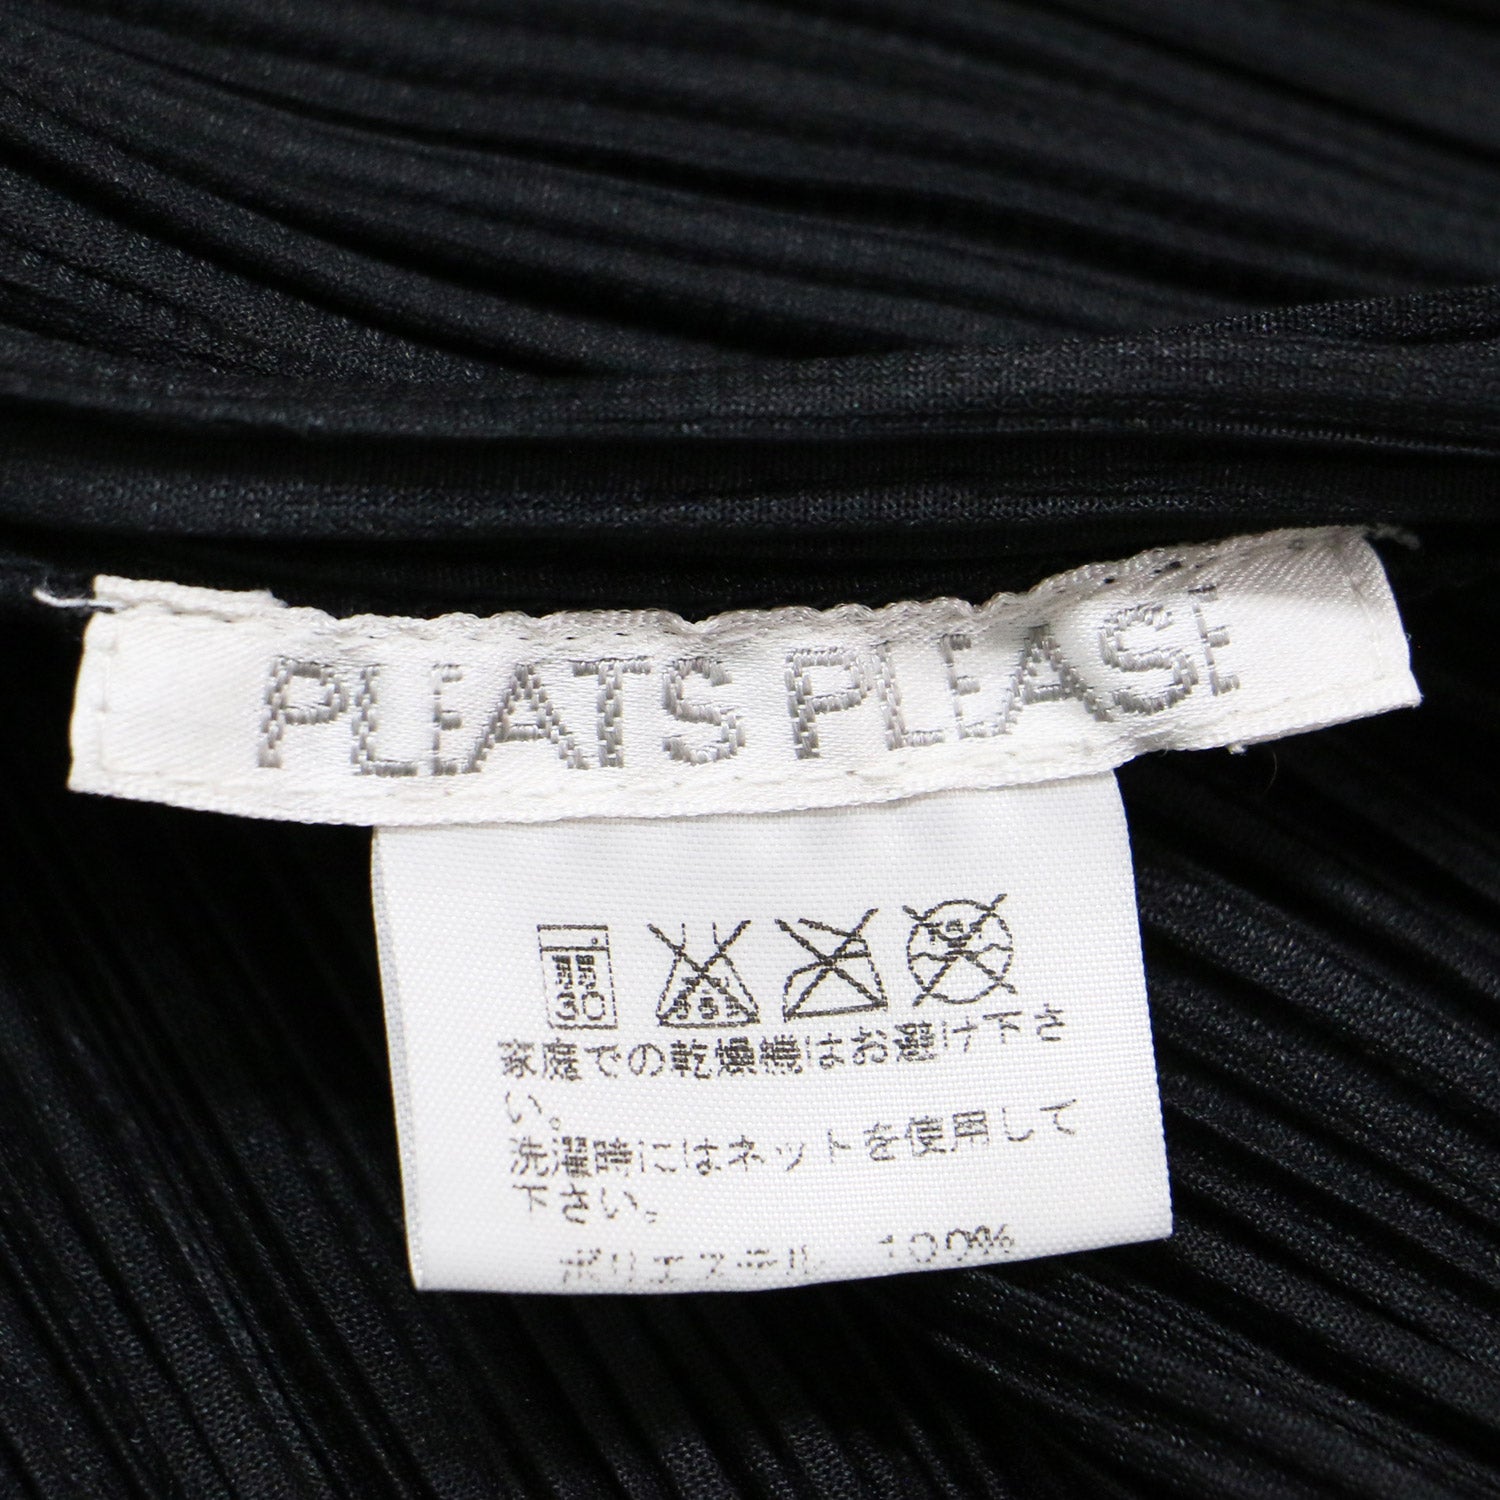 PLEATS PLEASE
家庭での乾燥機はお避け下さ
い。
洗濯時にはネットを使用して
下さい。
ポリエステル 100%